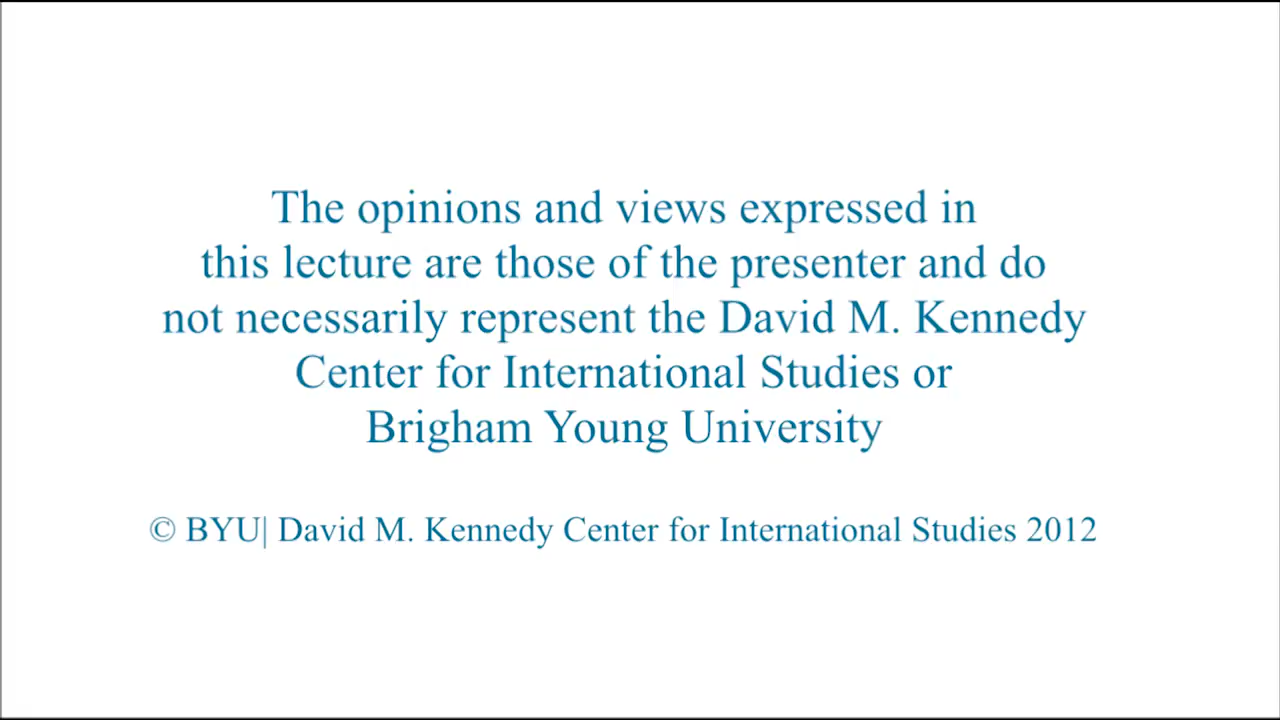 The opinions and views expressed in
this lecture are those of the presenter and do
not necessarily represent the David M. Kennedy
Center for International Studies or
Brigham Young University
© BYU| David M. Kennedy Center for International Studies 2012